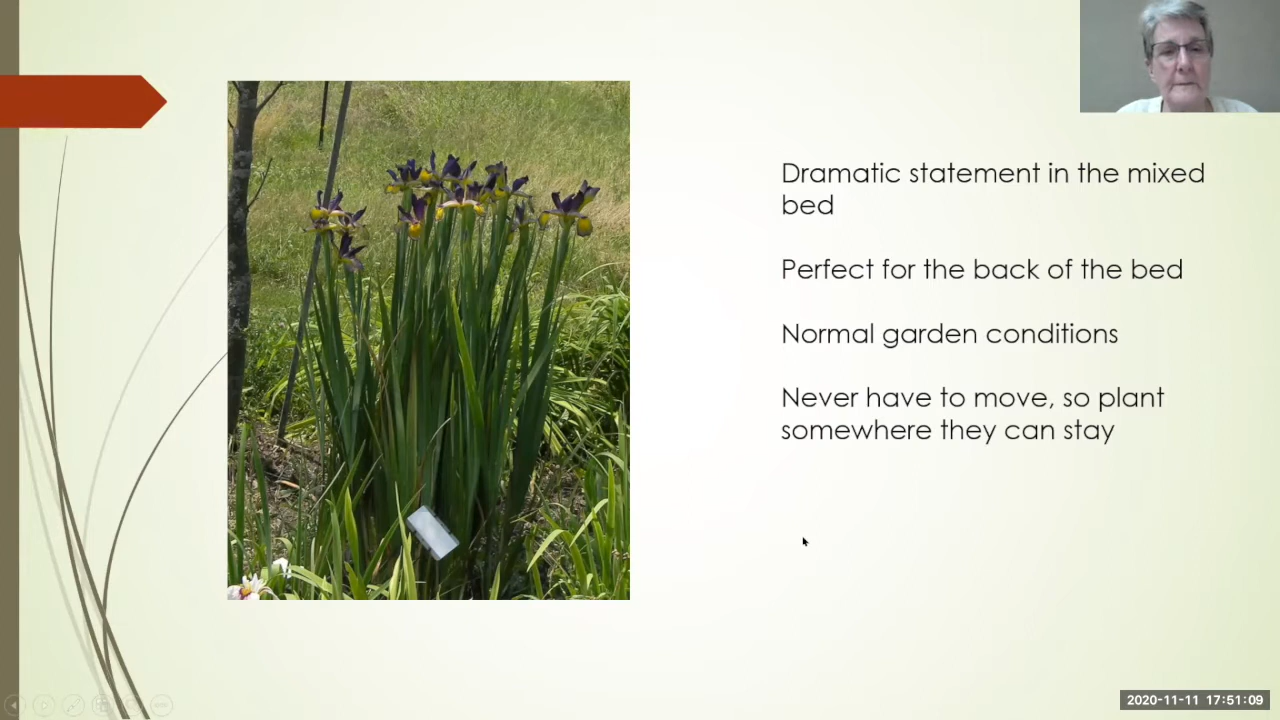 Dramatic statement in the mixed
bed
Perfect for the back of the bed
Normal garden conditions
Never have to move, so plant
somewhere they can stay
2020-11-11 17:51:09